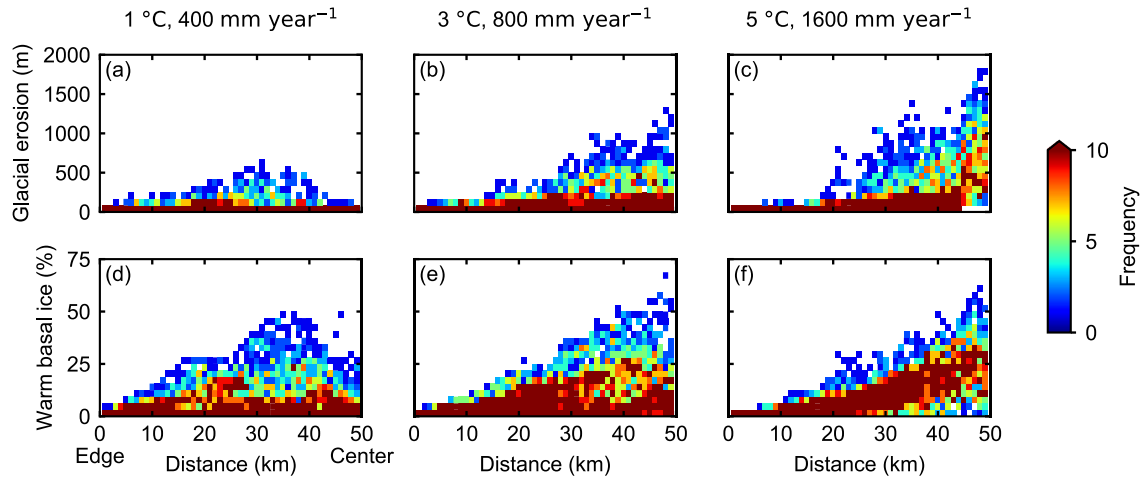 1 °C, 400 mm year⁻¹
3 °C, 800 mm year⁻¹
5 °C, 1600 mm year⁻¹
Glacial erosion (m)
2000
1500
1000
500
0
(a)
(b)
(c)
10
5
0
Frequency
Warm basal ice (%)
75
50
25
0
(d)
(e)
(f)
0 10 20 30 40 50
0 10 20 30 40 50
0 10 20 30 40 50
Edge
Distance (km)
Center
Distance (km)
Distance (km)